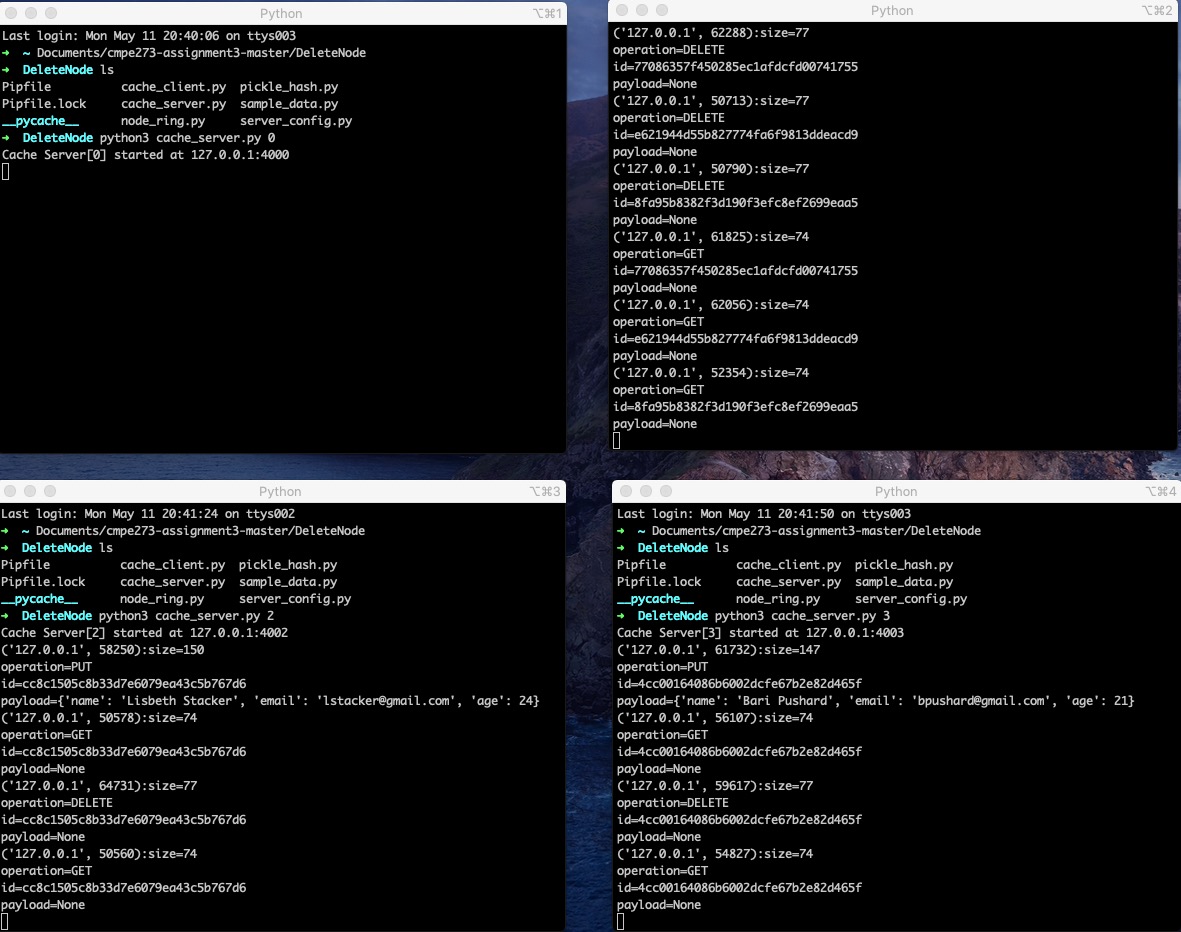 Python
⌥⌘1
Last login: Mon May 11 20:40:06 on ttys003
➜ ~ Documents/cmpe273-assignment3-master/DeleteNode
➜ DeleteNode ls
Pipfile cache_client.py pickle_hash.py
Pipfile.lock cache_server.py sample_data.py
__pycache__ node_ring.py server_config.py
➜ DeleteNode python3 cache_server.py 0
Cache Server[0] started at 127.0.0.1:4000
Python
⌥⌘2
('127.0.0.1', 62288):size=77
operation=DELETE
id=77086357f450285ec1afdcfd00741755
payload=None
('127.0.0.1', 50713):size=77
operation=DELETE
id=e621944d55b827774fa6f9813ddeacd9
payload=None
('127.0.0.1', 50790):size=77
operation=DELETE
id=8fa95b8382f3d190f3efc8ef2699eaa5
payload=None
('127.0.0.1', 61825):size=74
operation=GET
id=77086357f450285ec1afdcfd00741755
payload=None
('127.0.0.1', 62056):size=74
operation=GET
id=e621944d55b827774fa6f9813ddeacd9
payload=None
('127.0.0.1', 52354):size=74
operation=GET
id=8fa95b8382f3d190f3efc8ef2699eaa5
payload=None
Python
⌥⌘3
Last login: Mon May 11 20:41:24 on ttys002
➜ ~ Documents/cmpe273-assignment3-master/DeleteNode
➜ DeleteNode ls
Pipfile cache_client.py pickle_hash.py
Pipfile.lock cache_server.py sample_data.py
__pycache__ node_ring.py server_config.py
➜ DeleteNode python3 cache_server.py 2
Cache Server[2] started at 127.0.0.1:4002
('127.0.0.1', 58250):size=150
operation=PUT
id=cc8c1505c8b33d7e6079ea43c5b767d6
payload={'name': 'Lisbeth Stacker', 'email': 'lstacker@gmail.com', 'age': 24}
('127.0.0.1', 50578):size=74
operation=GET
id=cc8c1505c8b33d7e6079ea43c5b767d6
payload=None
('127.0.0.1', 64731):size=77
operation=DELETE
id=cc8c1505c8b33d7e6079ea43c5b767d6
payload=None
('127.0.0.1', 50560):size=74
operation=GET
id=cc8c1505c8b33d7e6079ea43c5b767d6
payload=None
Python
⌥⌘4
Last login: Mon May 11 20:41:50 on ttys003
➜ ~ Documents/cmpe273-assignment3-master/DeleteNode
➜ DeleteNode ls
Pipfile cache_client.py pickle_hash.py
Pipfile.lock cache_server.py sample_data.py
__pycache__ node_ring.py server_config.py
➜ DeleteNode python3 cache_server.py 3
Cache Server[3] started at 127.0.0.1:4003
('127.0.0.1', 61732):size=147
operation=PUT
id=4cc00164086b6002dcfe67b2e82d465f
payload={'name': 'Bari Pushard', 'email': 'bpushard@gmail.com', 'age': 21}
('127.0.0.1', 56107):size=74
operation=GET
id=4cc00164086b6002dcfe67b2e82d465f
payload=None
('127.0.0.1', 59617):size=77
operation=DELETE
id=4cc00164086b6002dcfe67b2e82d465f
payload=None
('127.0.0.1', 54827):size=74
operation=GET
id=4cc00164086b6002dcfe67b2e82d465f
payload=None